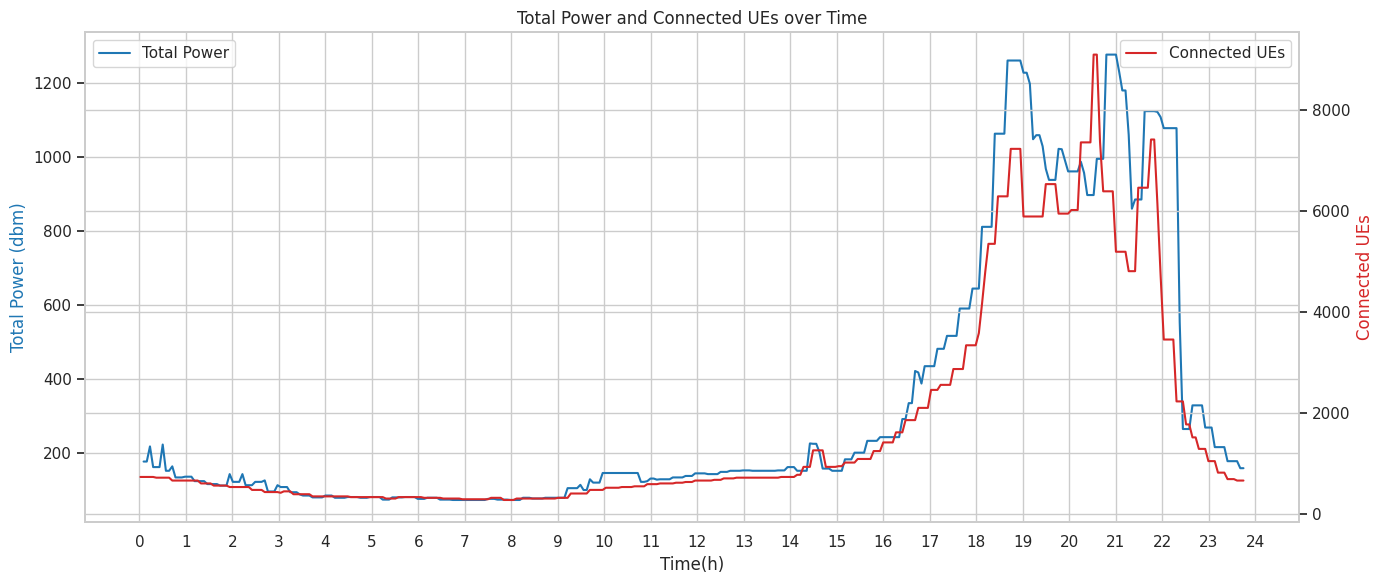 Total Power and Connected UEs over Time
Total Power
Connected UEs
Total Power (dbm)
1200
1000
800
600
400
200
8000
6000
4000
2000
0
Connected UEs
0 1 2 3 4 5 6 7 8 9 10 11 12 13 14 15 16 17 18 19 20 21 22 23 24
Time(h)